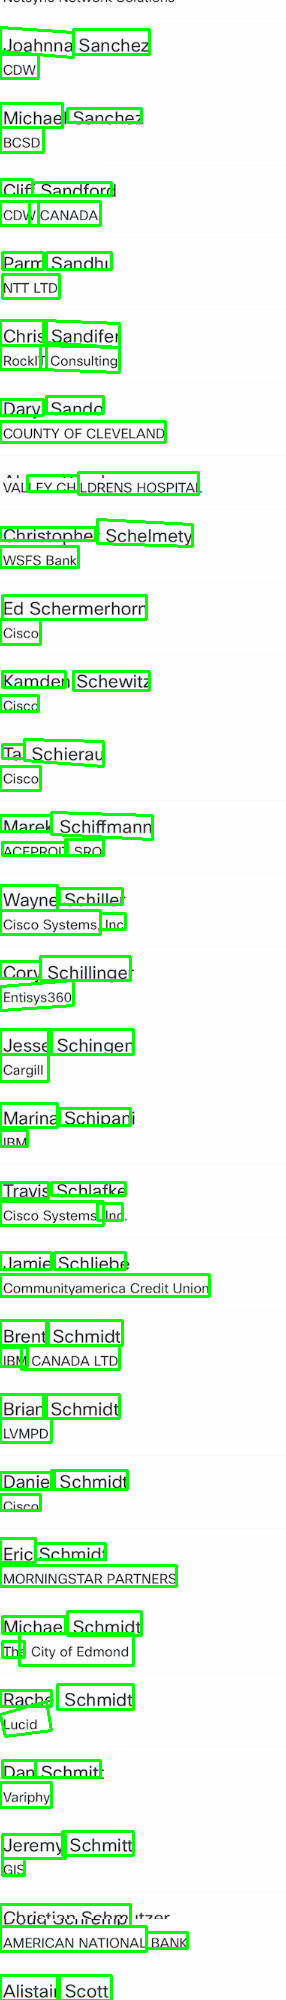 Netsync Network Solutions
Joahnna Sanchez
CDW
Michael Sanchez
BCSD
Cliff Sandford
CDW CANADA
Parm Sandhu
NTT LTD
Chris Sandifer
RockIT Consulting
Daryl Sando
COUNTY OF CLEVELAND
VALLEY CHILDRENS HOSPITAL
Christopher Schelmety
WSFS Bank
Ed Schermerhorn
Cisco
Kamden Schewitz
Cisco
Schierau
Cisco
Marek Schiffmann
ACEPROIT SRO
Wayne Schiller
Cisco Systems, Inc
Cory Schillinger
Entisys360
Jesse Schingen
Cargill
Marina Schipani
IBM
Travis Schlafke
Cisco Systems, Inc.
Jamie Schliebe
Communityamerica Credit Union
Brent Schmidt
IBM CANADA LTD
Brian Schmidt
LVMPD
Daniel Schmidt
Cisco
Eric Schmidt
MORNINGSTAR PARTNERS
Michael Schmidt
The City of Edmond
Rachel Schmidt
Lucid
Dan Schmitt
Variphy
Jeremy Schmitt
GIS
Christian
AMERICAN NATIONAL BANK
Alistair Scott